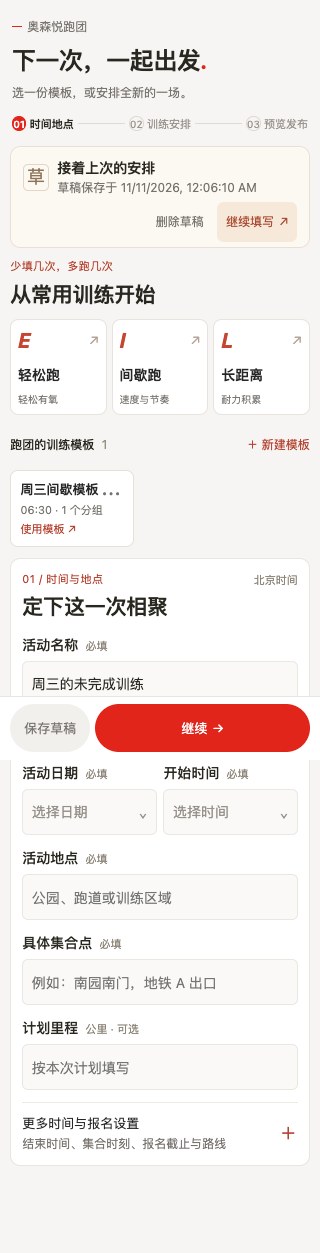 奥森悦跑团
下一次，一起出发.
选一份模板，或安排全新的一场。
01 时间地点 02 训练安排 03 预览发布
草
接着上次的安排
草稿保存于 11/11/2026, 12:06:10 AM
删除草稿 继续填写 ↗
少填几次，多跑几次
从常用训练开始
E ↗ I ↗ L ↗
轻松跑 间歇跑 长距离
轻松有氧 速度与节奏 耐力积累
跑团的训练模板 1 ＋ 新建模板
周三间歇模板 ...
06:30 · 1 个分组
使用模板 ↗
01 / 时间与地点 北京时间
定下这一次相聚
活动名称 必填
周三的未完成训练
保存草稿 继续 →
活动日期 必填 开始时间 必填
选择日期 选择时间
活动地点 必填
公园、跑道或训练区域
具体集合点 必填
例如：南园南门，地铁 A 出口
计划里程 公里 · 可选
按本次计划填写
更多时间与报名设置 ＋
结束时间、集合时刻、报名截止与路线